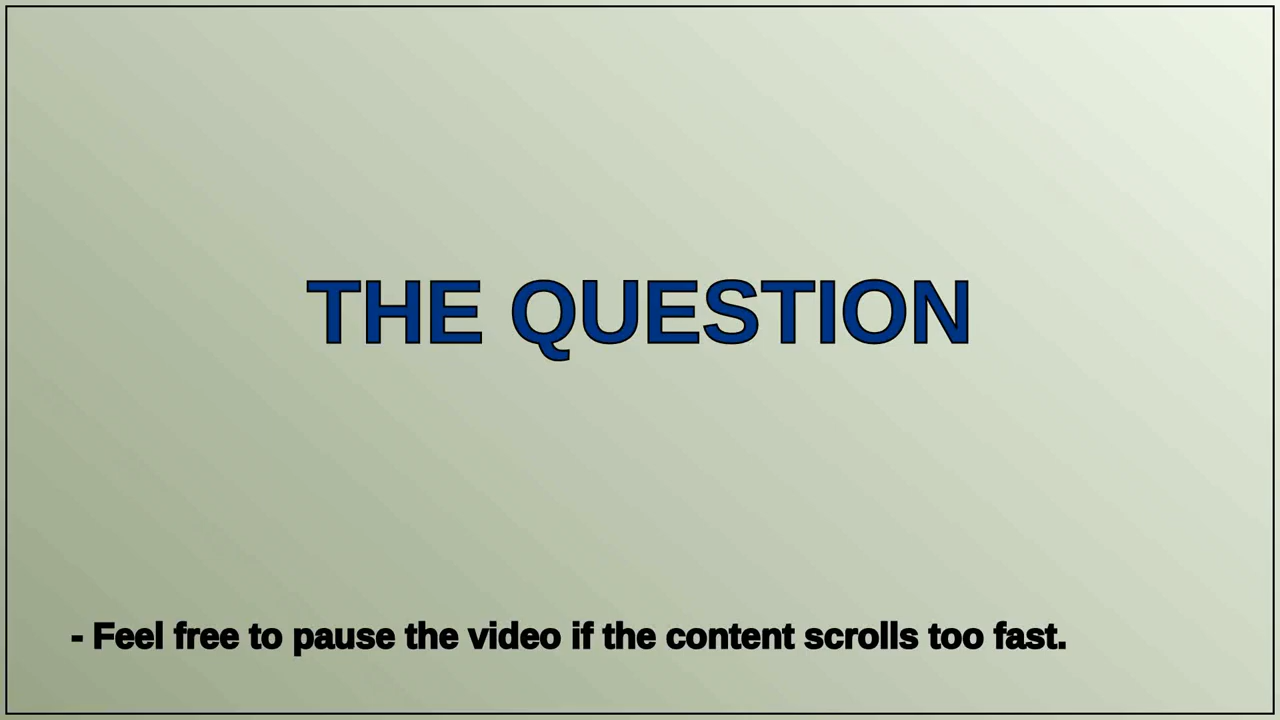 THE QUESTION
- Feel free to pause the video if the content scrolls too fast.